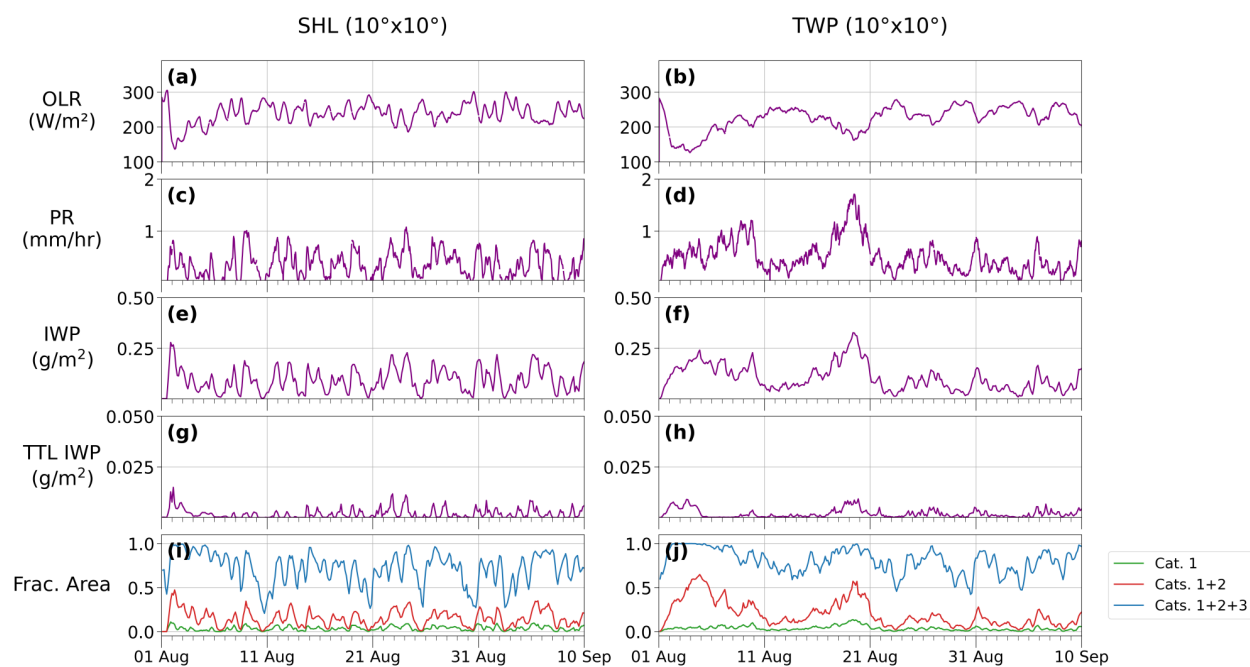 SHL (10°x10°)
TWP (10°x10°)
OLR
(W/m²)
300
200
100
(a)
300
200
100
(b)
PR
(mm/hr)
2
1
(c)
2
1
(d)
IWP
(g/m²)
0.50
0.25
(e)
0.50
0.25
(f)
TTL IWP
(g/m²)
0.050
0.025
(g)
0.050
0.025
(h)
Frac. Area
1.0
0.5
0.0
(i)
1.0
0.5
0.0
(j)
01 Aug 11 Aug 21 Aug 31 Aug 10 Sep
01 Aug 11 Aug 21 Aug 31 Aug 10 Sep
Cat. 1
Cats. 1+2
Cats. 1+2+3